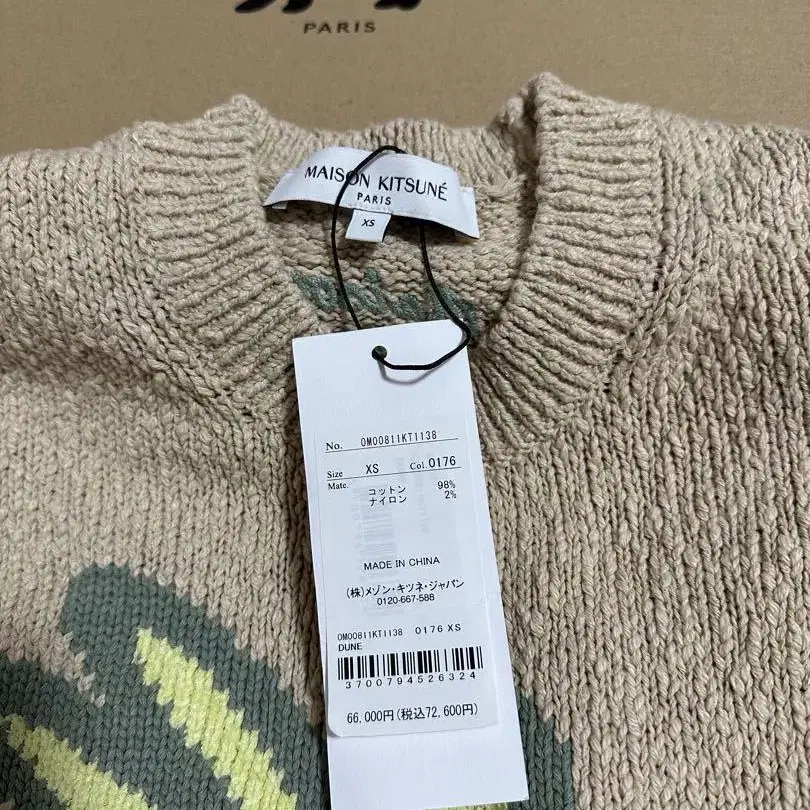 PARIS
MAISON KITSUNÉ
PARIS
XS
No. 0M00811KT1138
Size XS Col. 0176
Mate. コットン 98%
ナイロン 2%
MADE IN CHINA
(株)メゾン・キツネ・ジャパン
0120-667-588
0M00811KT1138 0176 XS
DUNE
3700794526324
66,000円(税込72,600円)